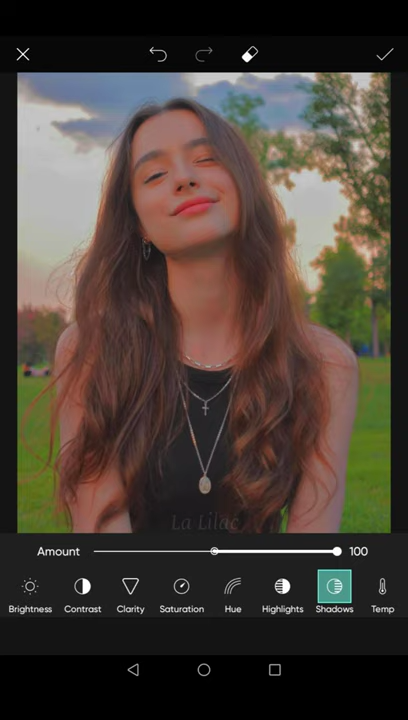 La Lilac
Amount 100
Brightness Contrast Clarity Saturation Hue Highlights Shadows Temp